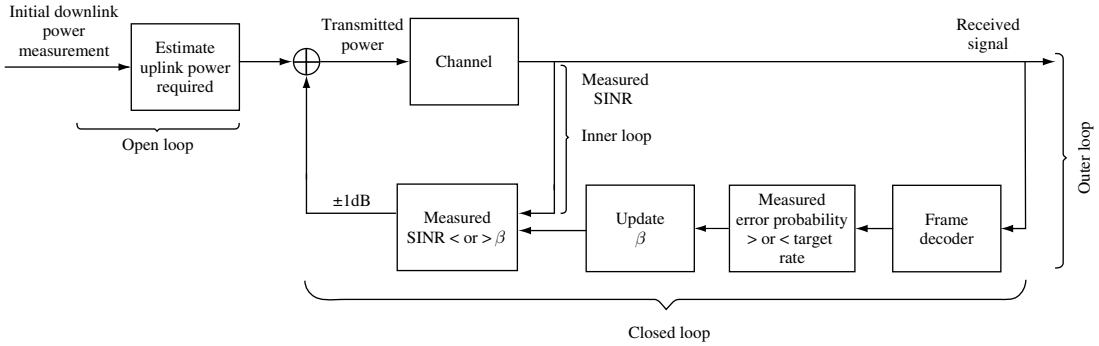 Initial downlink
power
measurement
Estimate
uplink power
required
Open loop
Transmitted
power
Channel
Received
signal
Measured
SINR
Inner loop
Outer loop
±1dB
Measured
SINR < or > β
Update
β
Measured
error probability
> or < target
rate
Frame
decoder
Closed loop